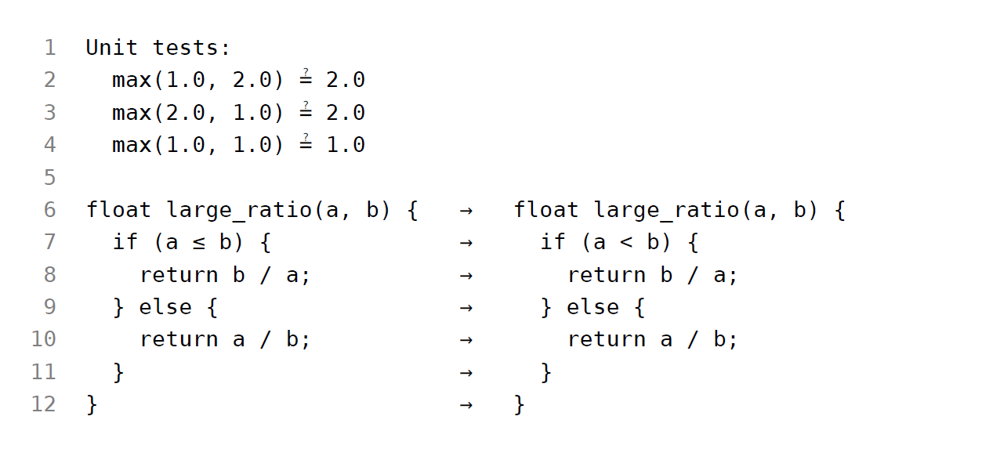 1 Unit tests:
2 max(1.0, 2.0) ≟ 2.0
3 max(2.0, 1.0) ≟ 2.0
4 max(1.0, 1.0) ≟ 1.0
5
6 float large_ratio(a, b) { → float large_ratio(a, b) {
7 if (a ≤ b) { → if (a < b) {
8 return b / a; → return b / a;
9 } else { → } else {
10 return a / b; → return a / b;
11 } → }
12 } → }